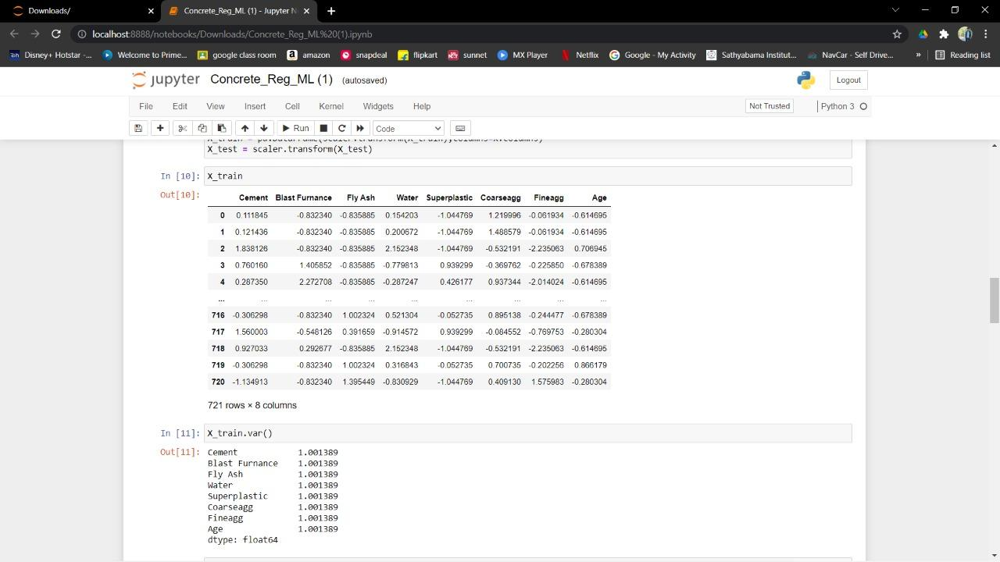 Downloads/
Concrete_Reg_ML (1) - Jupyter N
localhost:8888/notebooks/Downloads/Concrete_Reg_ML%20(1).ipynb
Disney+ Hotstar -... Welcome to Prime... google class room amazon snapdeal flipkart sunnet MX Player Netflix Google - My Activity Sathyabama Institut... NavCar - Self Drive... » Reading list
jupyter Concrete_Reg_ML (1) (autosaved) Logout
File Edit View Insert Cell Kernel Widgets Help Not Trusted Python 3
Run Code
X_test = scaler.transform(X_test)
In [10]: X_train
Out[10]:
Cement Blast Furnance Fly Ash Water Superplastic Coarseagg Fineagg Age
0 0.111845 -0.832340 -0.835885 0.154203 -1.044769 1.219996 -0.061934 -0.614695
1 0.121436 -0.832340 -0.835885 0.200672 -1.044769 1.488579 -0.061934 -0.614695
2 1.838126 -0.832340 -0.835885 2.152348 -1.044769 -0.532191 -2.235063 0.706945
3 0.760160 1.405852 -0.835885 -0.779813 0.939299 -0.369762 -0.225850 -0.678389
4 0.287350 2.272708 -0.835885 -0.287247 0.426177 0.937344 -2.014024 -0.614695
... ... ... ... ... ... ... ... ...
716 -0.306298 -0.832340 1.002324 0.521304 -0.052735 0.895138 -0.244477 -0.678389
717 1.560003 -0.548126 0.391659 -0.914572 0.939299 -0.084552 -0.769753 -0.280304
718 0.927033 0.292677 -0.835885 2.152348 -1.044769 -0.532191 -2.235063 -0.614695
719 -0.306298 -0.832340 1.002324 0.316843 -0.052735 0.700735 -0.202256 0.866179
720 -1.134913 -0.832340 1.395449 -0.830929 -1.044769 0.409130 1.575983 -0.280304
721 rows × 8 columns
In [11]: X_train.var()
Out[11]: Cement 1.001389
Blast Furnance 1.001389
Fly Ash 1.001389
Water 1.001389
Superplastic 1.001389
Coarseagg 1.001389
Fineagg 1.001389
Age 1.001389
dtype: float64